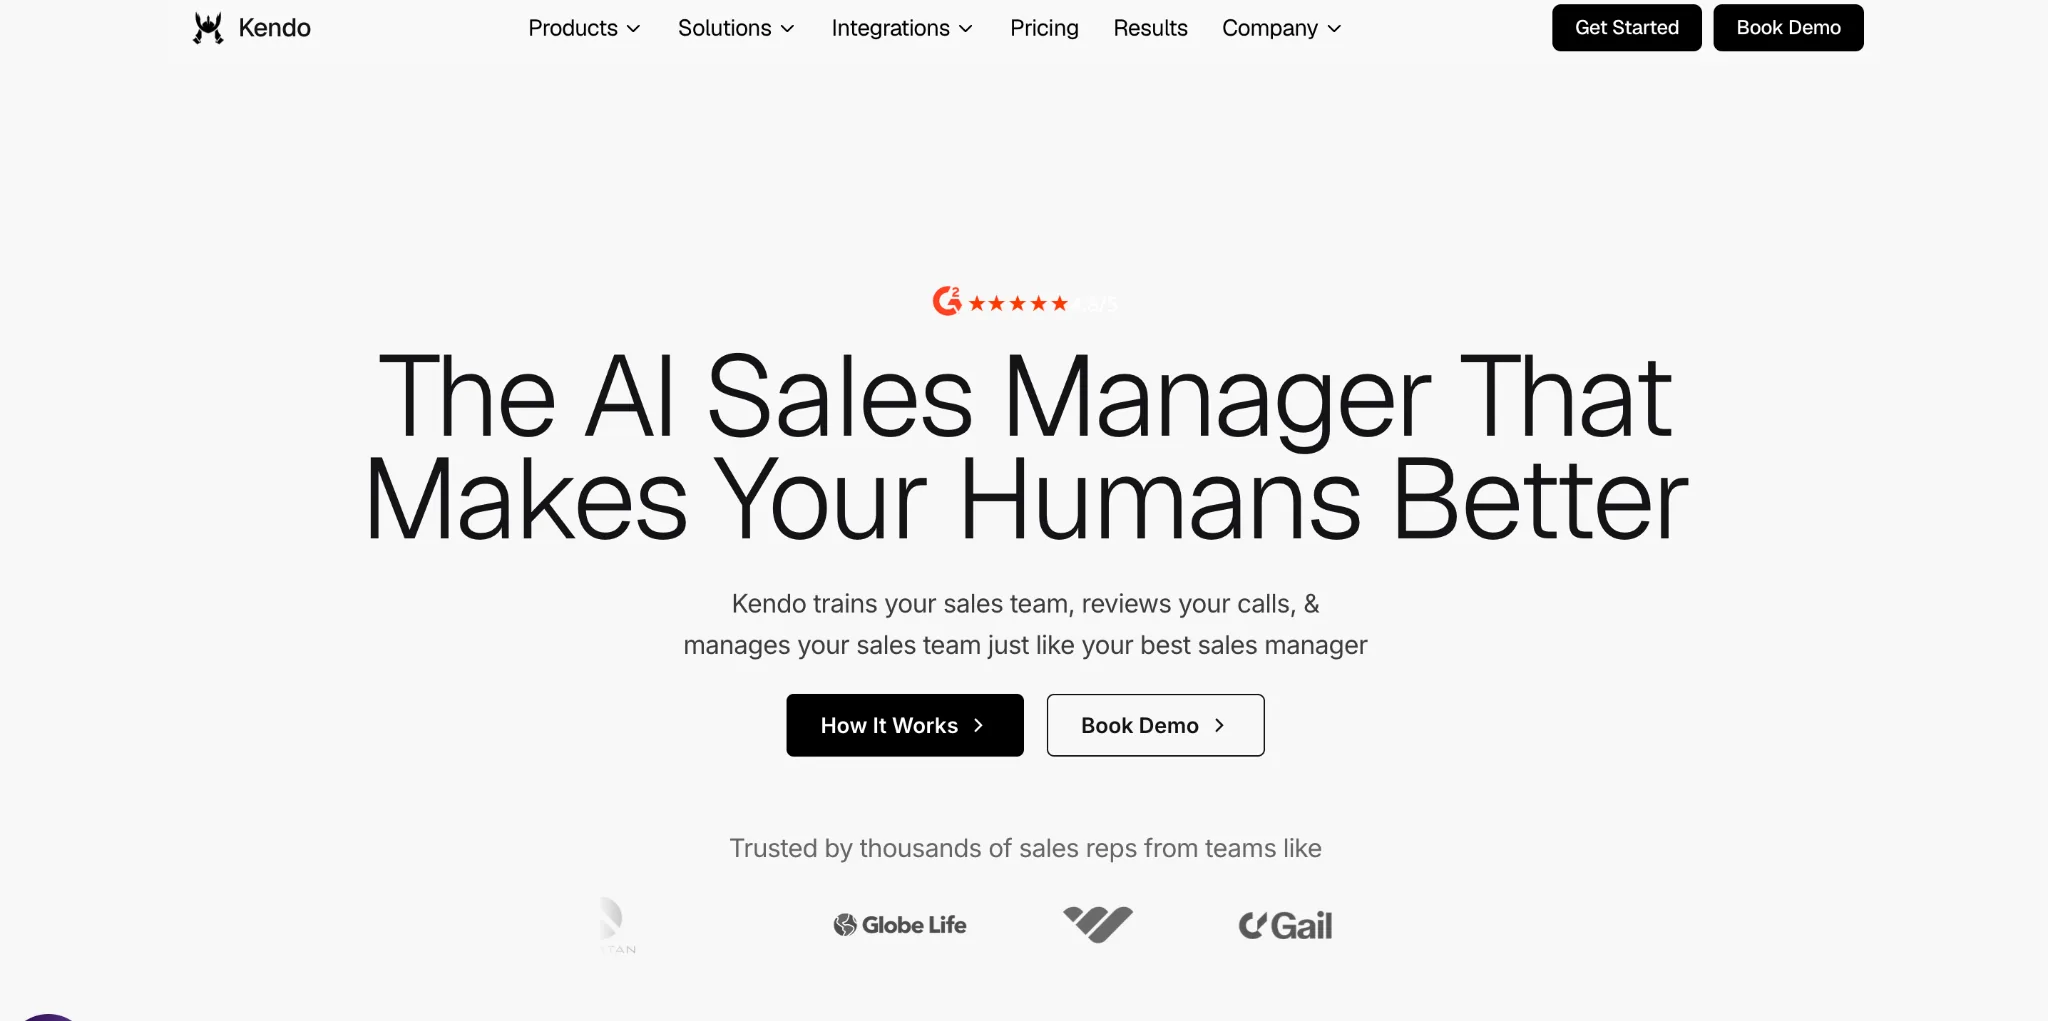 Kendo
Products
Solutions
Integrations
Pricing
Results
Company
Get Started
Book Demo
The AI Sales Manager That
Makes Your Humans Better
Kendo trains your sales team, reviews your calls, &
manages your sales team just like your best sales manager
How It Works
Book Demo
Trusted by thousands of sales reps from teams like
Globe Life
Gail